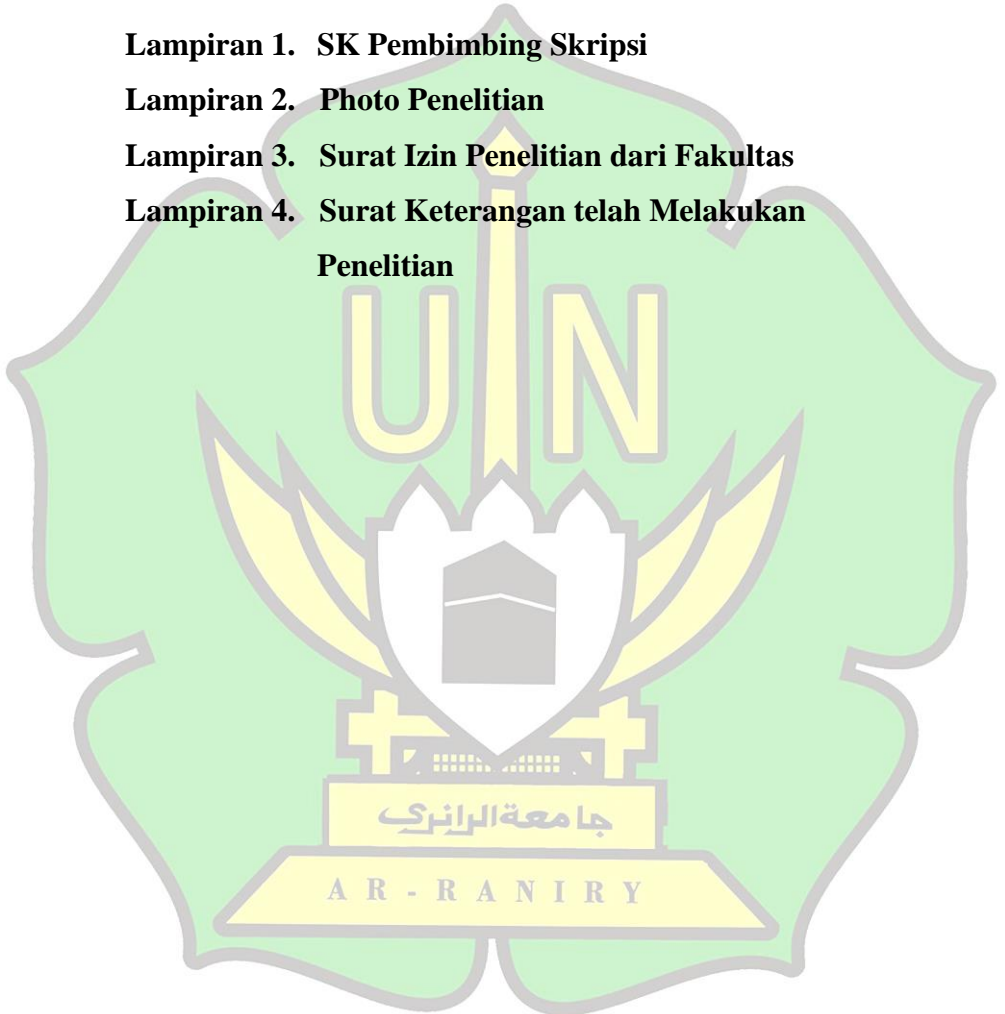 Lampiran 1. SK Pembimbing Skripsi
Lampiran 2. Photo Penelitian
Lampiran 3. Surat Izin Penelitian dari Fakultas
Lampiran 4. Surat Keterangan telah Melakukan
Penelitian
UIN
جامعة الرانري
AR-RANIRY